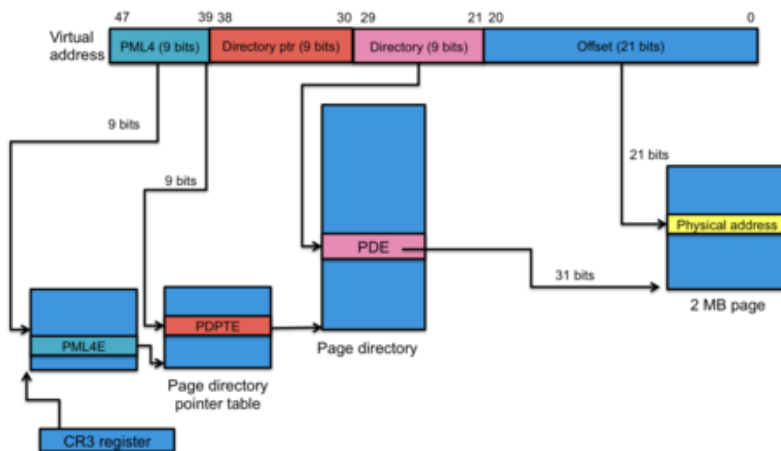 47 39 38 30 29 21 20 0
Virtual
address
PML4 (9 bits) Directory ptr (9 bits) Directory (9 bits) Offset (21 bits)
9 bits
9 bits
21 bits
Physical address
PDE
31 bits
2 MB page
PDPTE
PML4E
Page directory
Page directory
pointer table
CR3 register